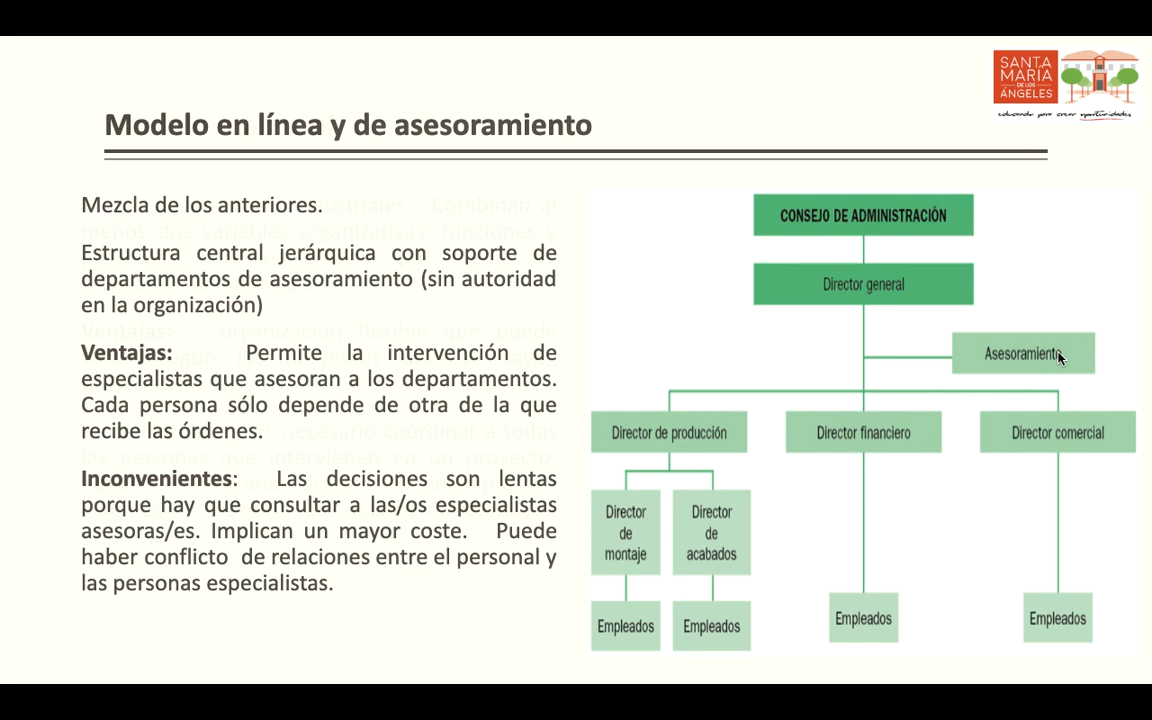 SANTA
MARIA
DE LOS
ÁNGELES
educando para crear oportunidades
Modelo en línea y de asesoramiento
Mezcla de los anteriores.
Estructura central jerárquica con soporte de
departamentos de asesoramiento (sin autoridad
en la organización)
Ventajas: Permite la intervención de
especialistas que asesoran a los departamentos.
Cada persona sólo depende de otra de la que
recibe las órdenes.
Inconvenientes: Las decisiones son lentas
porque hay que consultar a las/os especialistas
asesoras/es. Implican un mayor coste. Puede
haber conflicto de relaciones entre el personal y
las personas especialistas.
CONSEJO DE ADMINISTRACIÓN
Director general
Asesoramiento
Director de producción
Director financiero
Director comercial
Director
de
montaje
Director
de
acabados
Empleados
Empleados
Empleados
Empleados